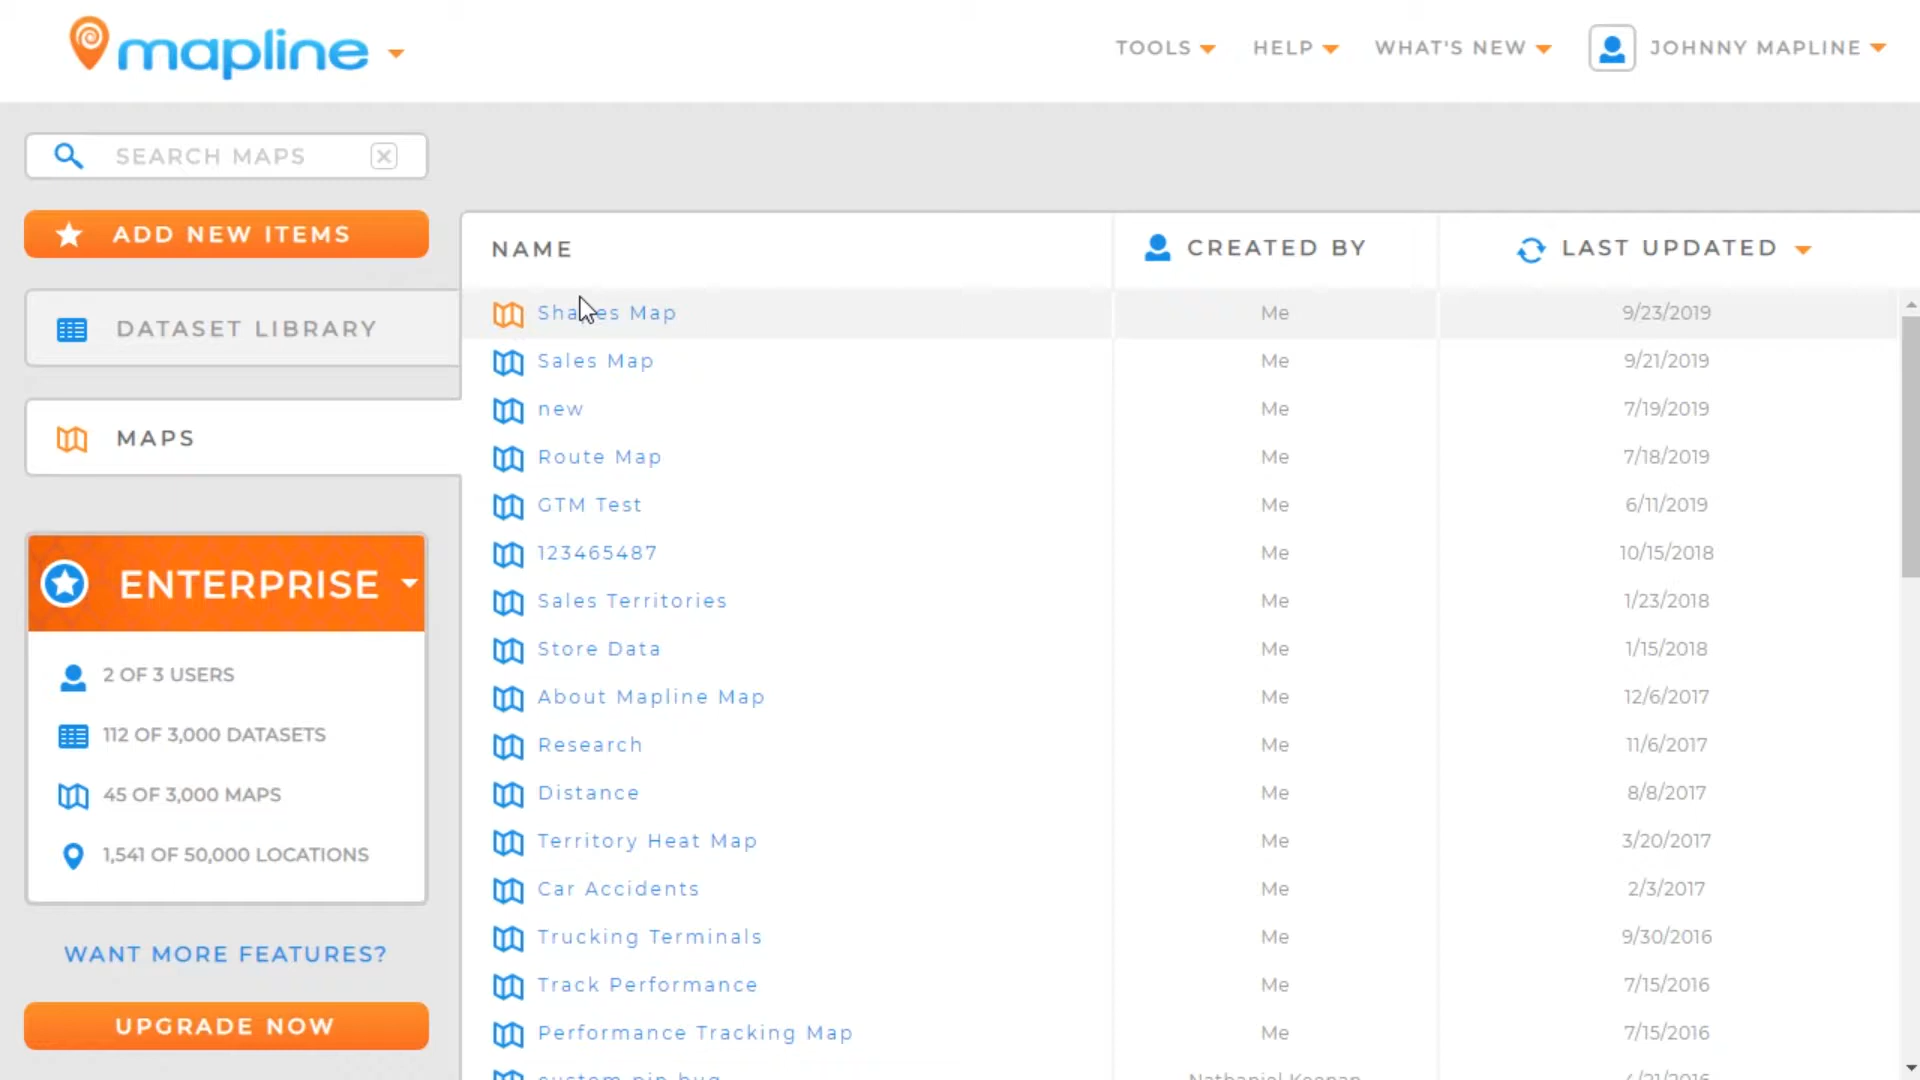 mapline
TOOLS HELP WHAT'S NEW JOHNNY MAPLINE
SEARCH MAPS
ADD NEW ITEMS
DATASET LIBRARY
MAPS
ENTERPRISE
2 OF 3 USERS
112 OF 3,000 DATASETS
45 OF 3,000 MAPS
1,541 OF 50,000 LOCATIONS
WANT MORE FEATURES?
UPGRADE NOW
NAME CREATED BY LAST UPDATED
Map Me 9/23/2019
Sales Map Me 9/21/2019
new Me 7/19/2019
Route Map Me 7/18/2019
GTM Test Me 6/11/2019
123465487 Me 10/15/2018
Sales Territories Me 1/23/2018
Store Data Me 1/15/2018
About Mapline Map Me 12/6/2017
Research Me 11/6/2017
Distance Me 8/8/2017
Territory Heat Map Me 3/20/2017
Car Accidents Me 2/3/2017
Trucking Terminals Me 9/30/2016
Track Performance Me 7/15/2016
Performance Tracking Map Me 7/15/2016
custom pin bug Nathaniel 4/21/2016